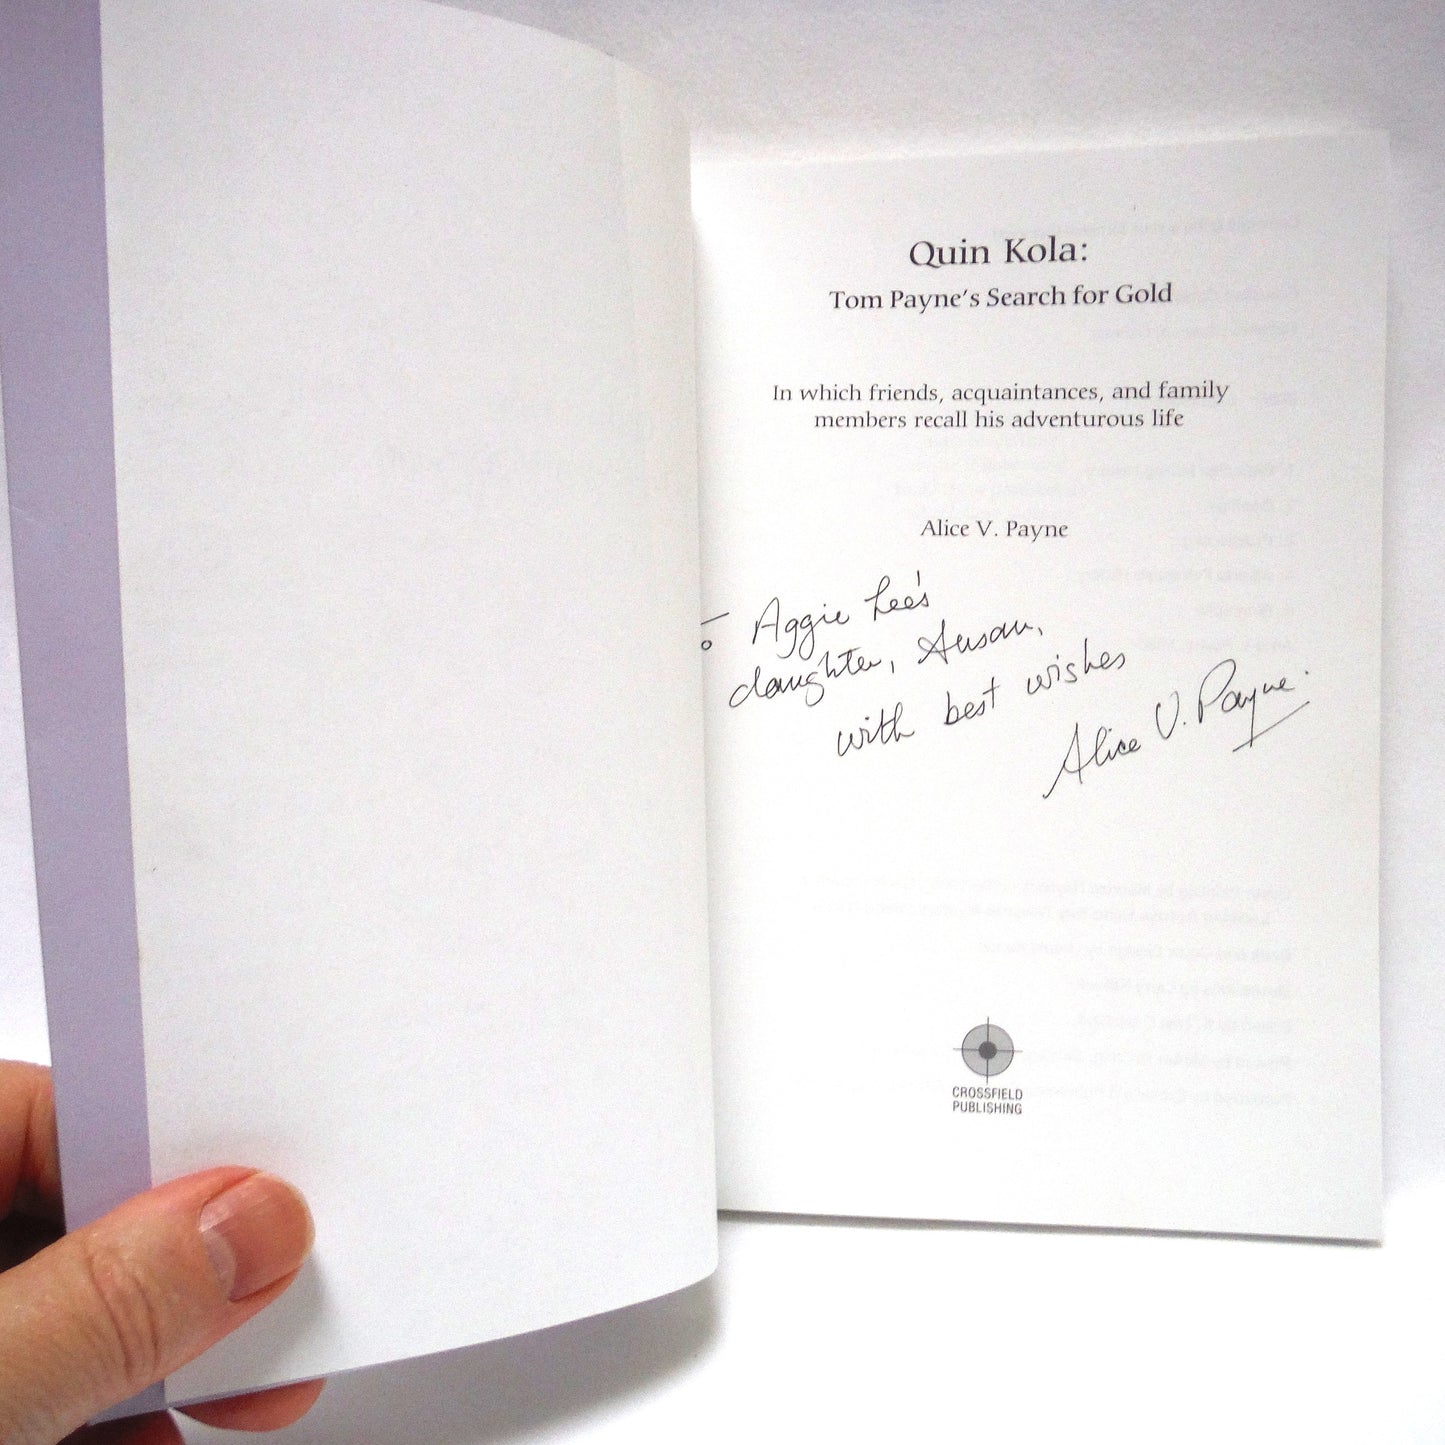 Quin Kola:
Tom Payne's Search for Gold
In which friends, acquaintances, and family
members recall his adventurous life
Alice V. Payne
To Aggie Lee's
daughter, Susan,
with best wishes
Alice V. Payne.
CROSSFIELD
PUBLISHING